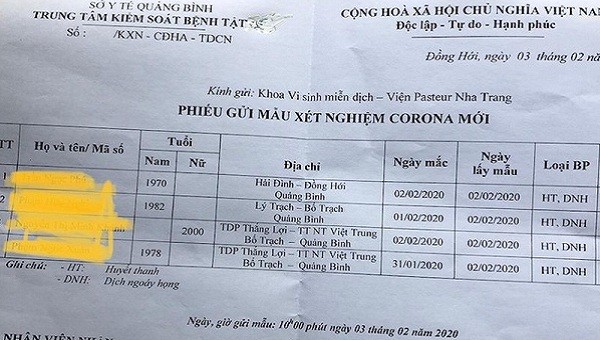 SỞ Y TẾ QUẢNG BÌNH
TRUNG TÂM KIỂM SOÁT BỆNH TẬT
Số : /KXN - CĐHA - TDCN
CỘNG HOÀ XÃ HỘI CHỦ NGHĨA VIỆT NAM
Độc lập - Tự do - Hạnh phúc
Đồng Hới, ngày 03 tháng 02 năm
Kính gửi: Khoa Vi sinh miễn dịch – Viện Pasteur Nha Trang
PHIẾU GỬI MẪU XÉT NGHIỆM CORONA MỚI
TT Họ và tên/ Mã số Tuổi Nam Nữ Địa chỉ Ngày mắc Ngày lấy mẫu Loại BP
1 1970 Hải Đình – Đồng Hới Quảng Bình 02/02/2020 02/02/2020 HT, DNH
2 1982 Lý Trạch – Bố Trạch Quảng Bình 01/02/2020 02/02/2020 HT, DNH
2000 TDP Thắng Lợi – TT NT Việt Trung Bố Trạch – Quảng Bình 02/02/2020 02/02/2020 HT, DNH
1978 TDP Thắng Lợi – TT NT Việt Trung Bố Trạch – Quảng Bình 31/01/2020 02/02/2020 HT, DNH
Ghi chú: - HT: Huyết thanh
- DNH: Dịch ngoáy họng
Ngày, giờ gửi mẫu: 10h00 phút ngày 03 tháng 02 năm 2020
NHÂN VIÊN